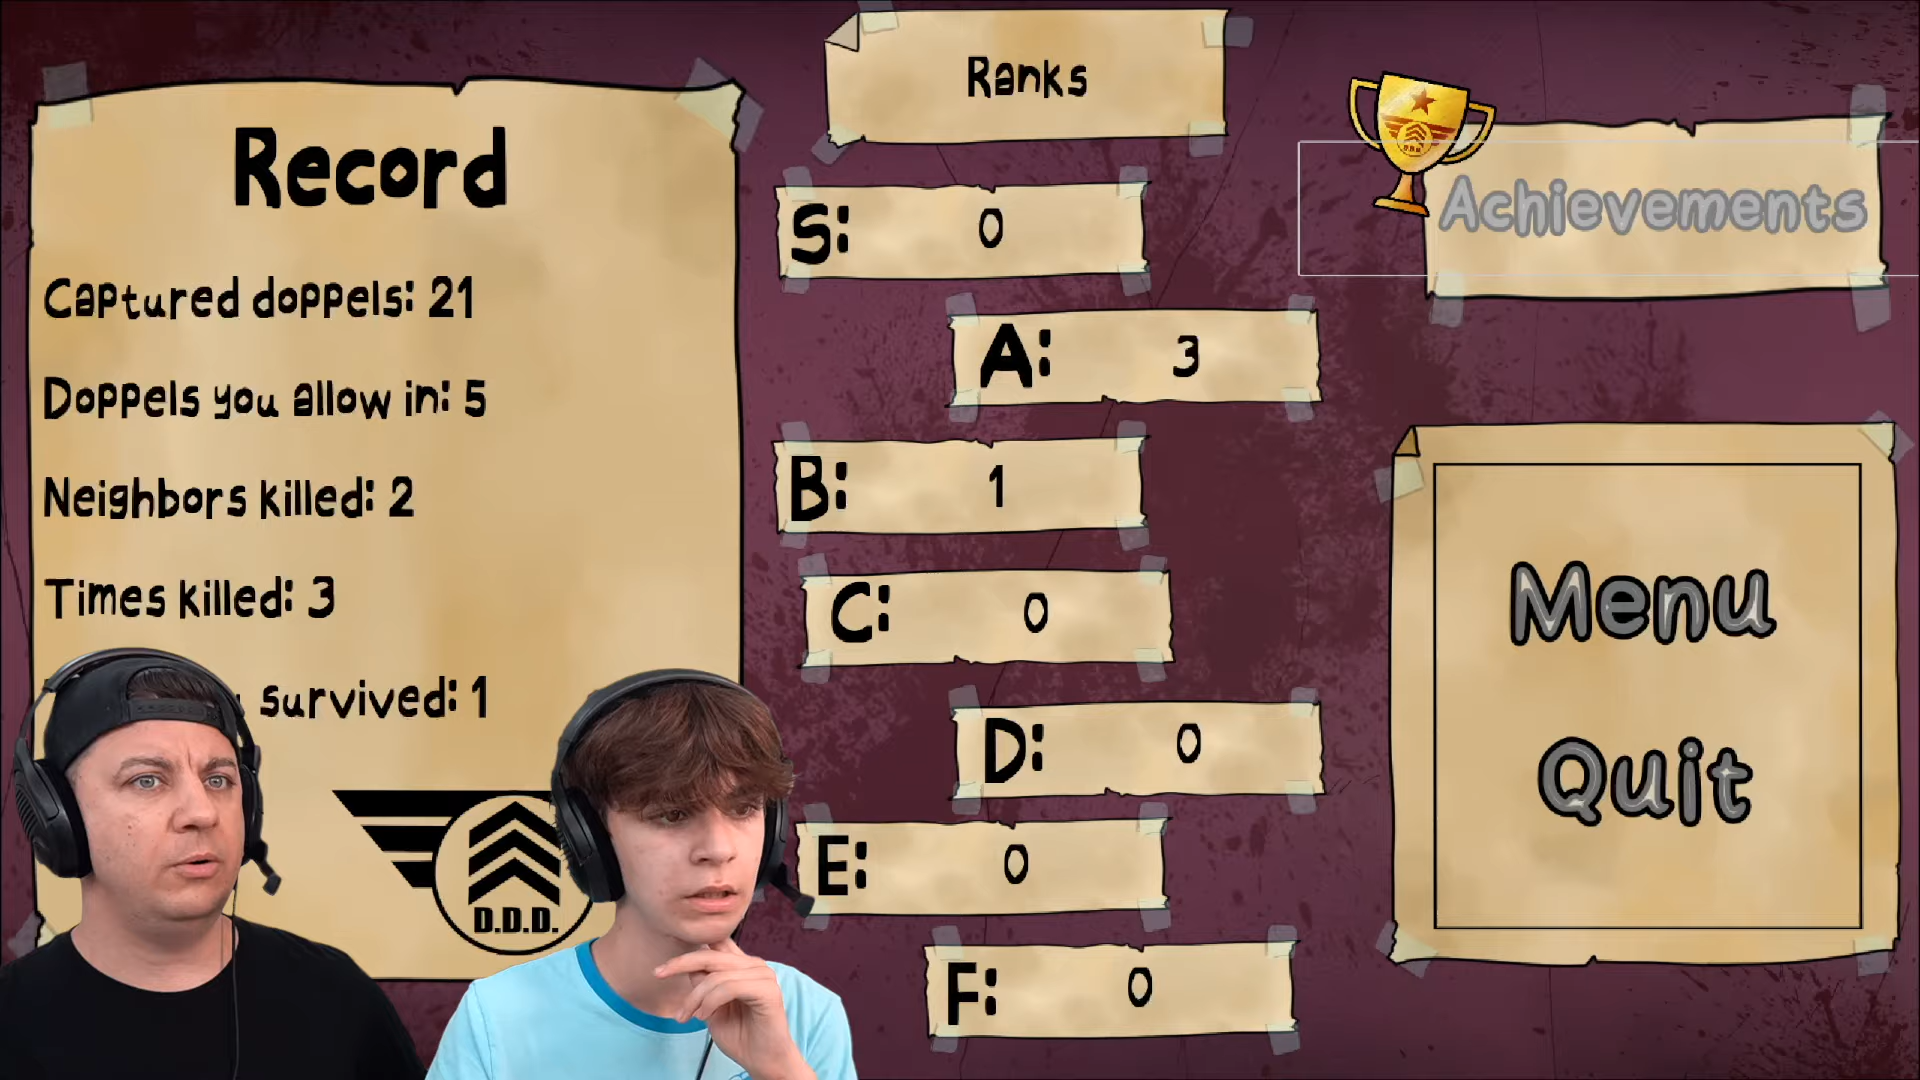 Record
Captured doppels: 21
Doppels you allow in: 5
Neighbors killed: 2
Times killed: 3
survived: 1
D.D.D.
Ranks
S: 0
A: 3
B: 1
C: 0
D: 0
E: 0
F: 0
Achievements
Menu
Quit